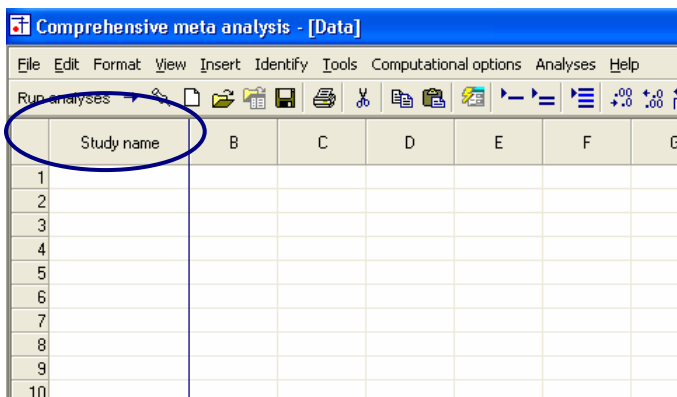 Comprehensive meta analysis - [Data]
File Edit Format View Insert Identify Tools Computational options Analyses Help
Run analyses
Study name B C D E F
1
2
3
4
5
6
7
8
9
10